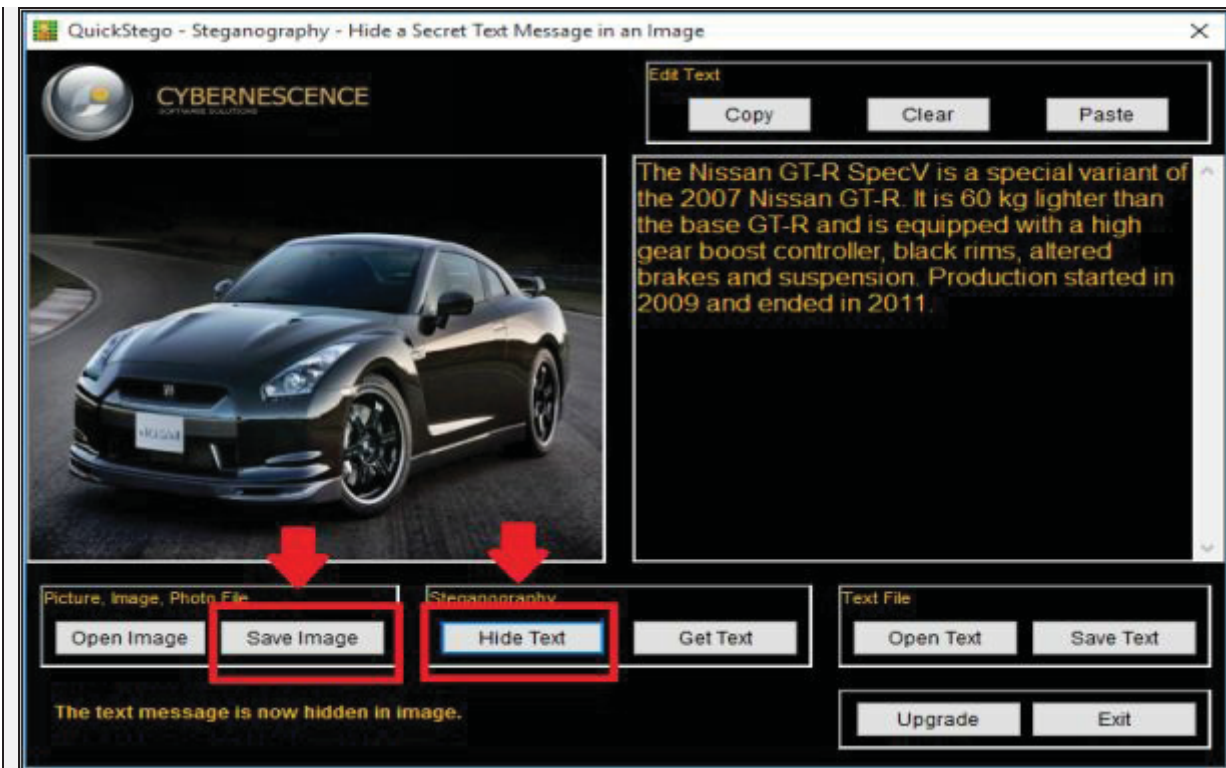 QuickStego - Steganography - Hide a Secret Text Message in an Image
CYBERNESCENCE
SOFTWARE SOLUTIONS
Edit Text
Copy Clear Paste
The Nissan GT-R SpecV is a special variant of
the 2007 Nissan GT-R. It is 60 kg lighter than
the base GT-R and is equipped with a high
gear boost controller, black rims, altered
brakes and suspension. Production started in
2009 and ended in 2011.
Picture, Image, Photo File
Open Image Save Image
Steganography
Hide Text Get Text
Text File
Open Text Save Text
The text message is now hidden in image.
Upgrade Exit